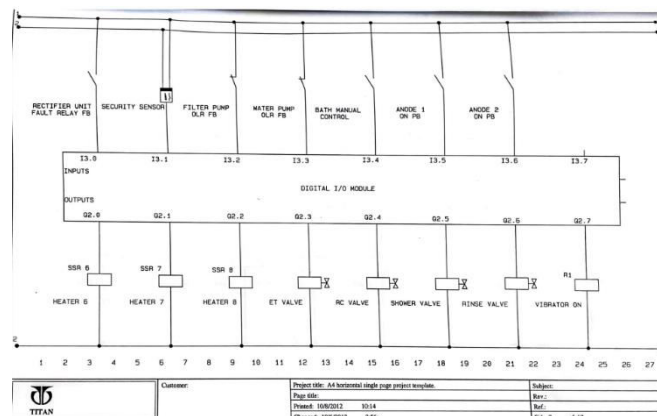 1
2
RECTIFIER UNIT
FAULT RELAY FB
SECURITY SENSOR
FILTER PUMP
OLR FB
WATER PUMP
OLR FB
BATH MANUAL
CONTROL
ANODE 1
ON PB
ANODE 2
ON PB
I3.0 I3.1 I3.2 I3.3 I3.4 I3.5 I3.6 I3.7
INPUTS
DIGITAL I/O MODULE
OUTPUTS
Q2.0 Q2.1 Q2.2 Q2.3 Q2.4 Q2.5 Q2.6 Q2.7
SSR 6 SSR 7 SSR 8 R1
HEATER 6 HEATER 7 HEATER 8 ET VALVE RC VALVE SHOWER VALVE RINSE VALVE VIBRATOR ON
2
1 2 3 4 5 6 7 8 9 10 11 12 13 14 15 16 17 18 19 20 21 22 23 24 25 26 27
TITAN
Customer:
Project title: A4 horizontal single page project template.
Page title:
Printed: 10/8/2012 10:14
Subject:
Rev.:
Ref.: